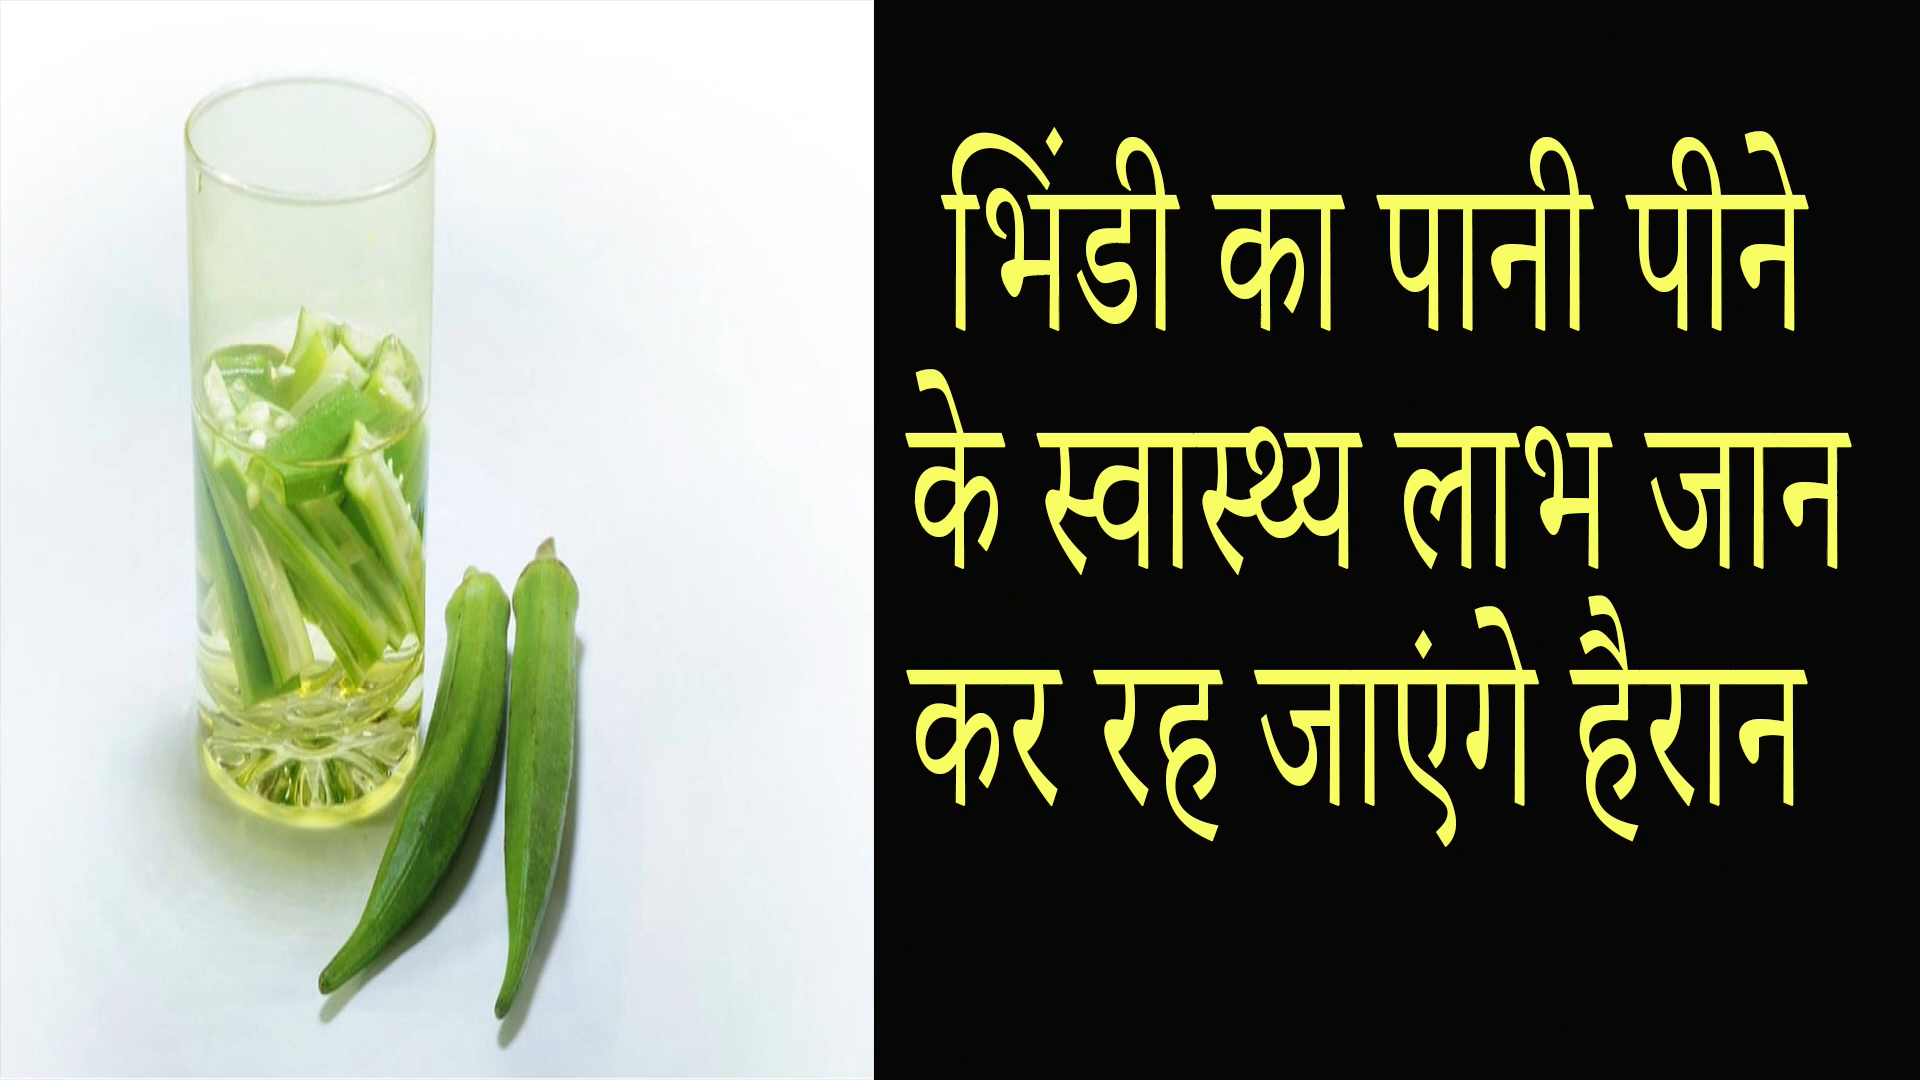 भिंडी का पानी पीने
के स्वास्थ्य लाभ जान
कर रह जाएंगे हैरान